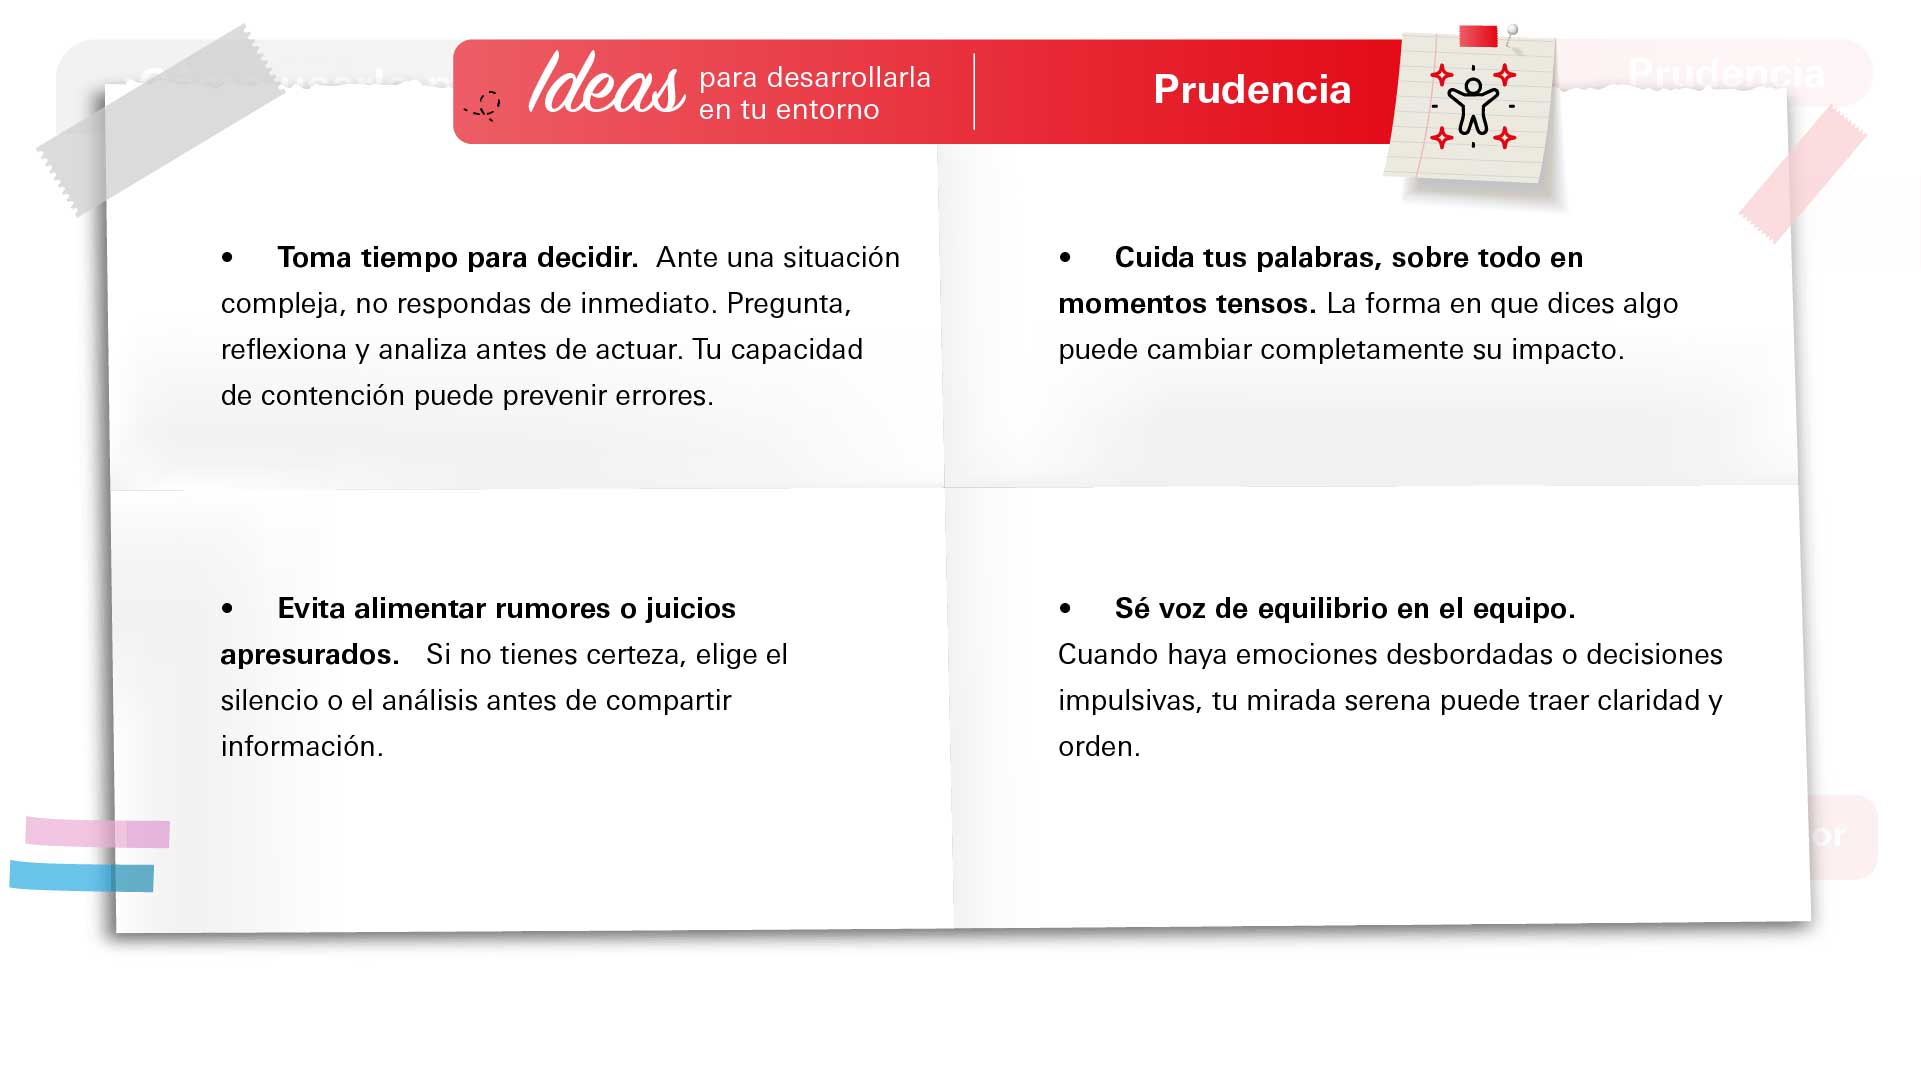 Ideas para desarrollarla
en tu entorno
Prudencia
Prudencia
• Toma tiempo para decidir. Ante una situación
compleja, no respondas de inmediato. Pregunta,
reflexiona y analiza antes de actuar. Tu capacidad
de contención puede prevenir errores.
• Cuida tus palabras, sobre todo en
momentos tensos. La forma en que dices algo
puede cambiar completamente su impacto.
• Evita alimentar rumores o juicios
apresurados. Si no tienes certeza, elige el
silencio o el análisis antes de compartir
información.
• Sé voz de equilibrio en el equipo.
Cuando haya emociones desbordadas o decisiones
impulsivas, tu mirada serena puede traer claridad y
orden.